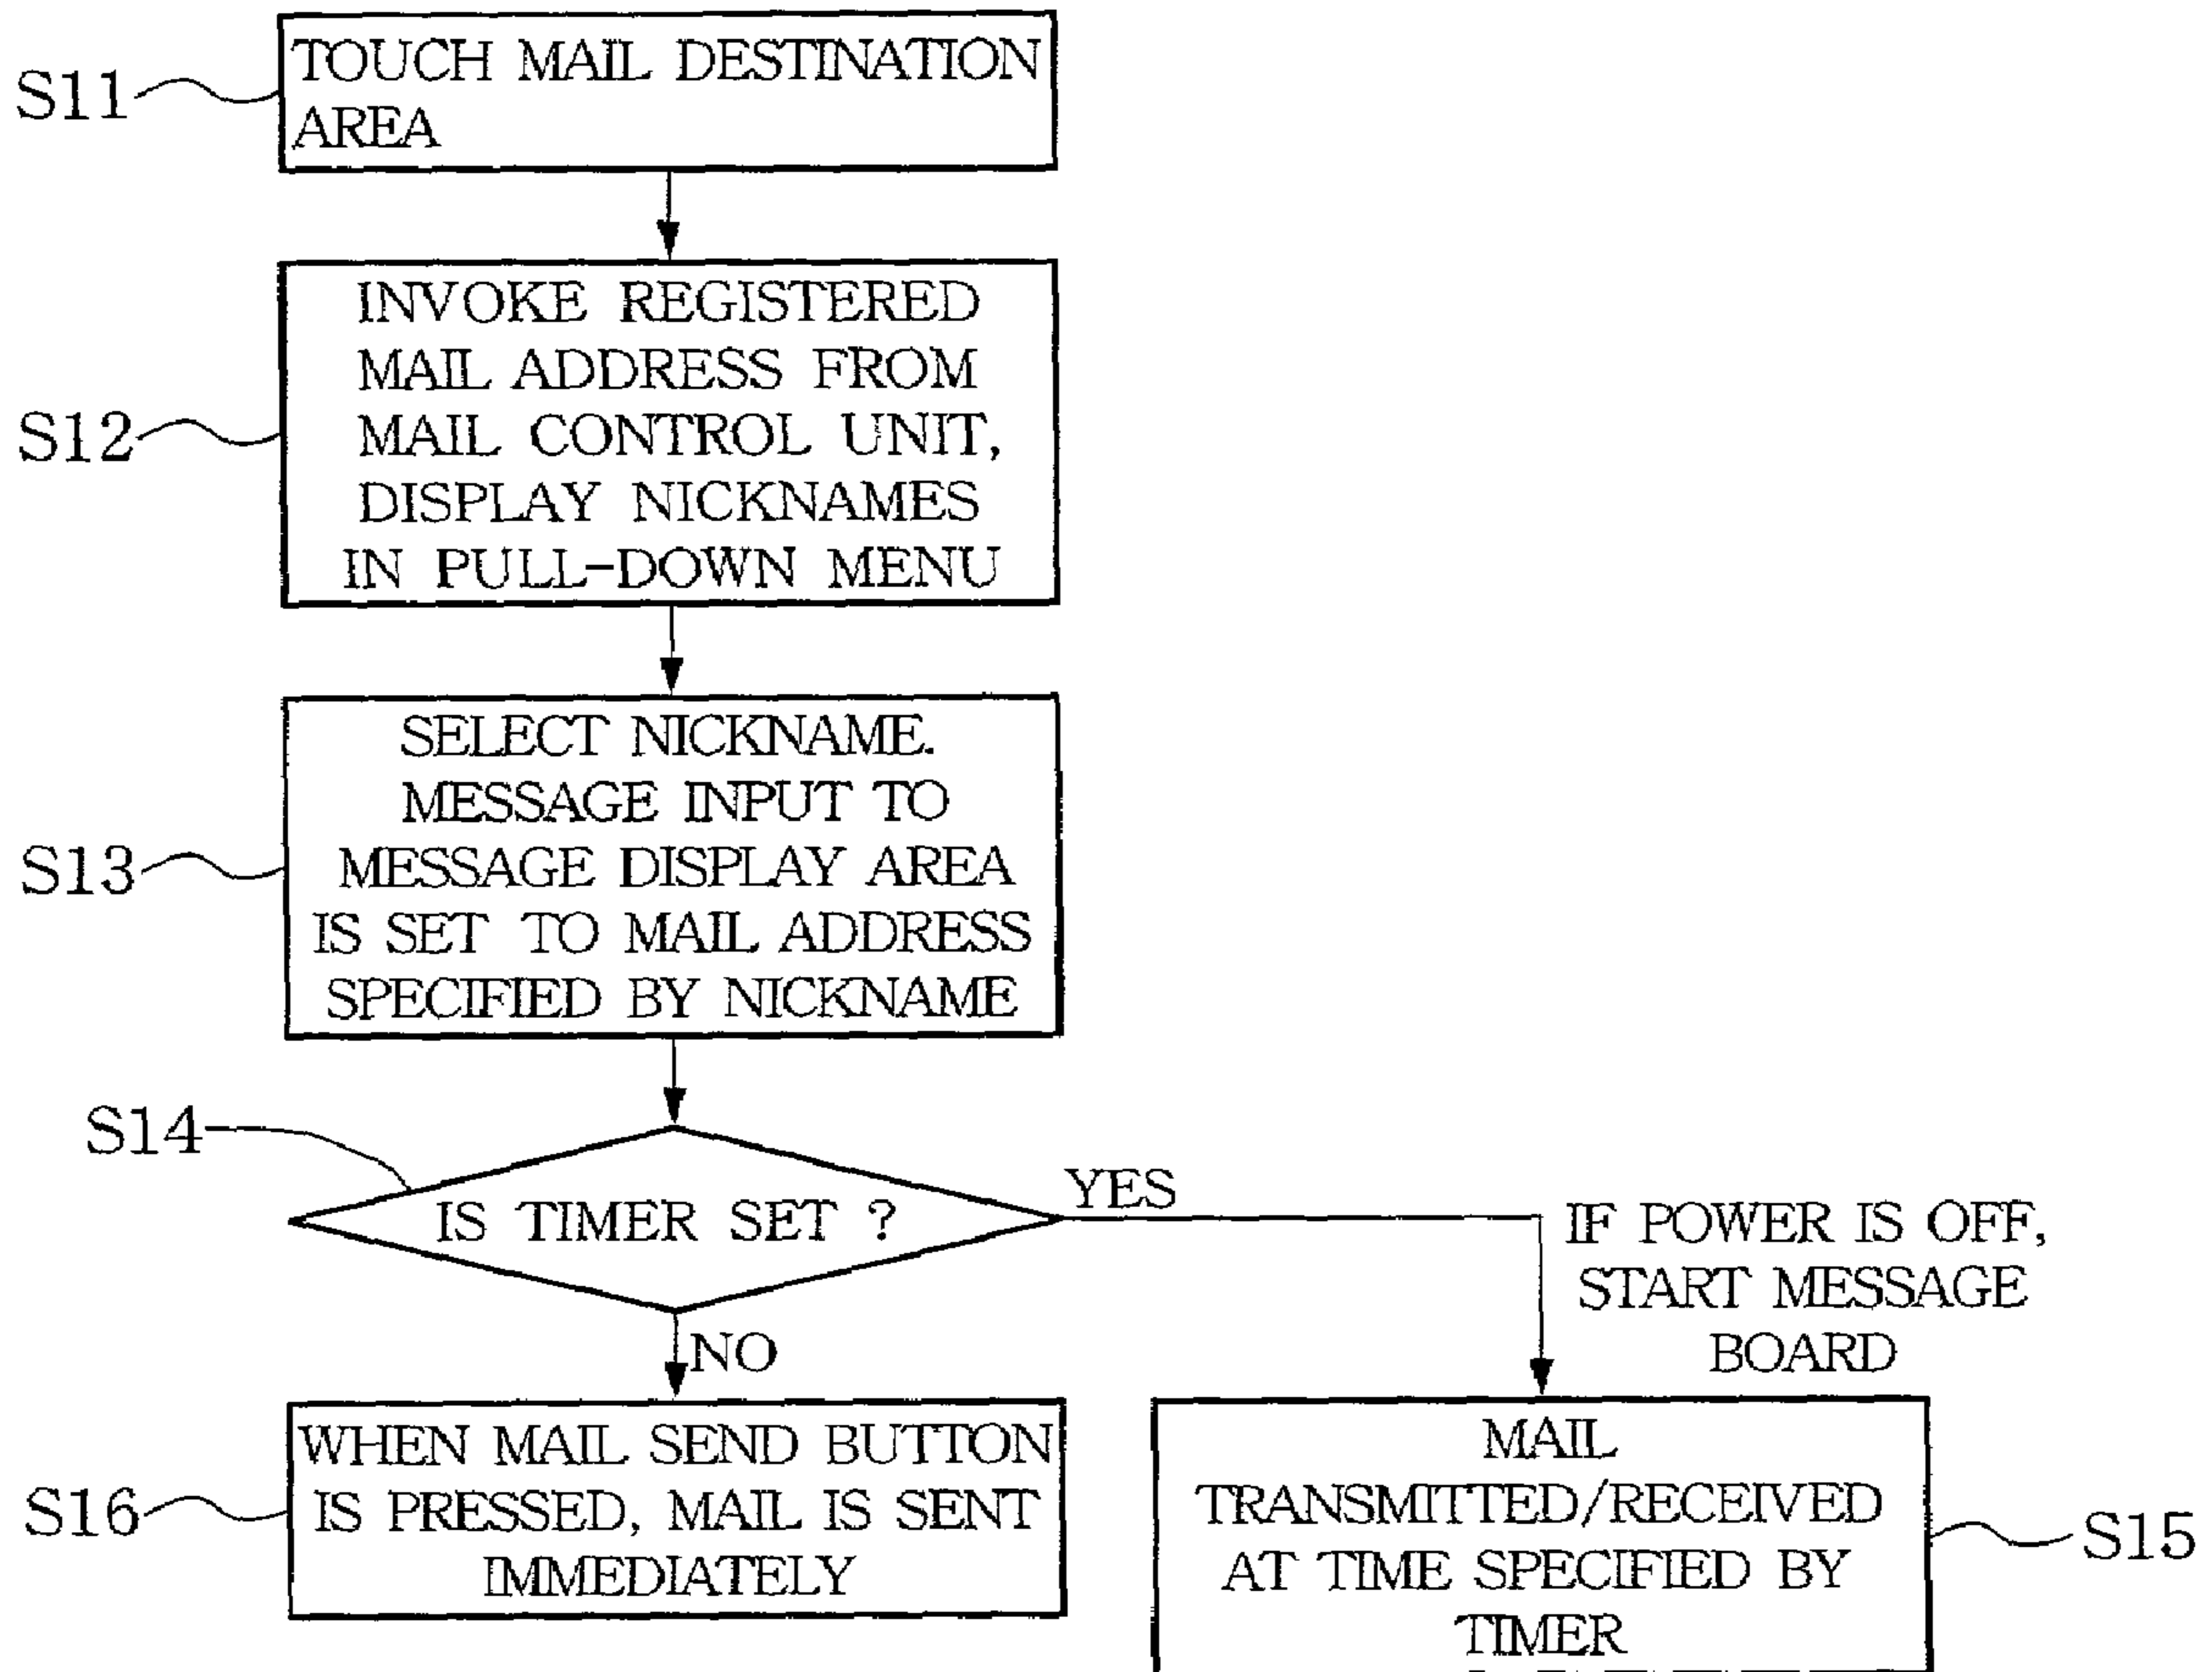 S11
TOUCH MAIL DESTINATION
AREA
S12
INVOKE REGISTERED
MAIL ADDRESS FROM
MAIL CONTROL UNIT,
DISPLAY NICKNAMES
IN PULL-DOWN MENU
S13
SELECT NICKNAME.
MESSAGE INPUT TO
MESSAGE DISPLAY AREA
IS SET TO MAIL ADDRESS
SPECIFIED BY NICKNAME
S14
IS TIMER SET ?
YES
IF POWER IS OFF,
START MESSAGE
BOARD
NO
S16
WHEN MAIL SEND BUTTON
IS PRESSED, MAIL IS SENT
IMMEDIATELY
MAIL
TRANSMITTED/RECEIVED
AT TIME SPECIFIED BY
TIMER
S15